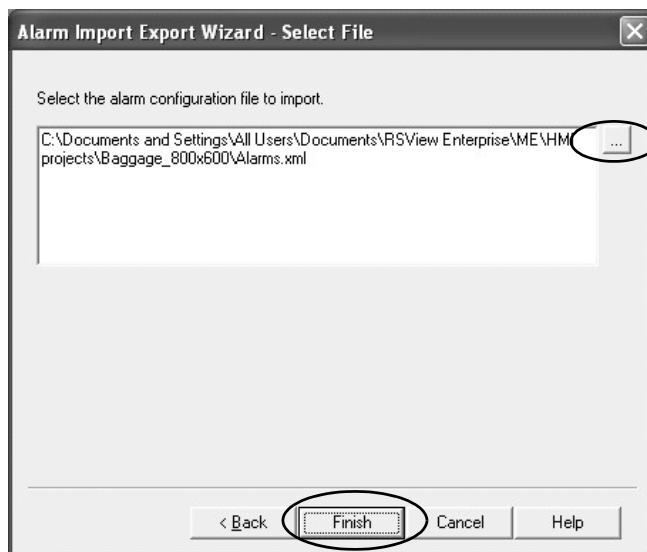 Alarm Import Export Wizard - Select File
Select the alarm configuration file to import.
C:\Documents and Settings\All Users\Documents\RSView Enterprise\ME\HM
projects\Baggage_800x600\Alarms.xml
...
< Back
Finish
Cancel
Help